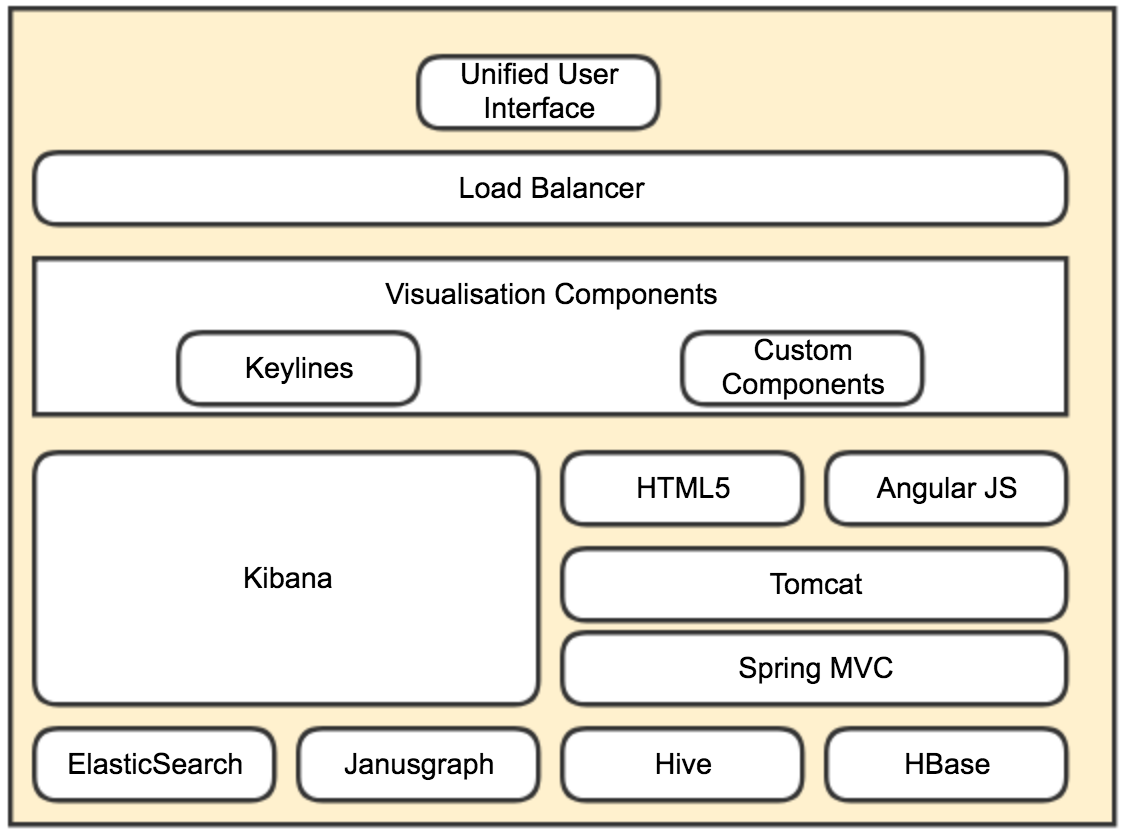 Unified User
Interface
Load Balancer
Visualisation Components
Keylines
Custom
Components
Kibana
HTML5
Angular JS
Tomcat
Spring MVC
ElasticSearch
Janusgraph
Hive
HBase